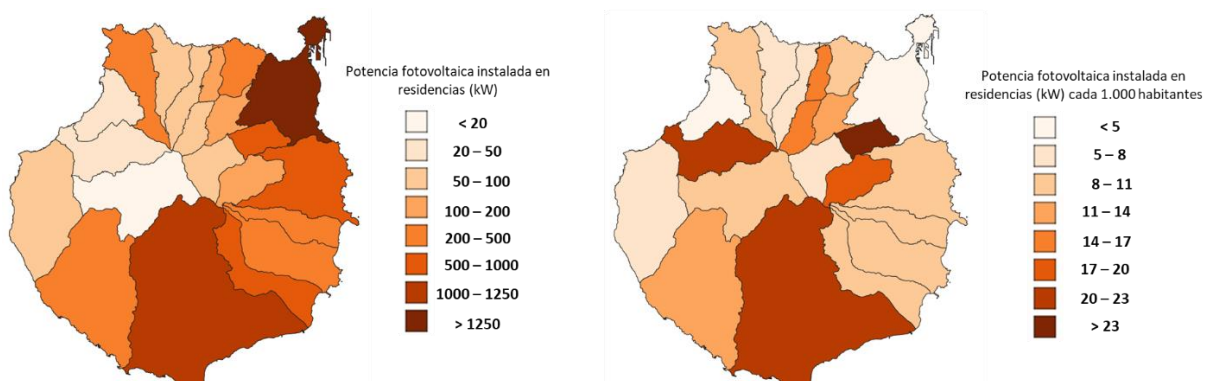 Potencia fotovoltaica instalada en
residencias (kW)
< 20
20 – 50
50 – 100
100 – 200
200 – 500
500 – 1000
1000 – 1250
> 1250
Potencia fotovoltaica instalada en
residencias (kW) cada 1.000 habitantes
< 5
5 – 8
8 – 11
11 – 14
14 – 17
17 – 20
20 – 23
> 23